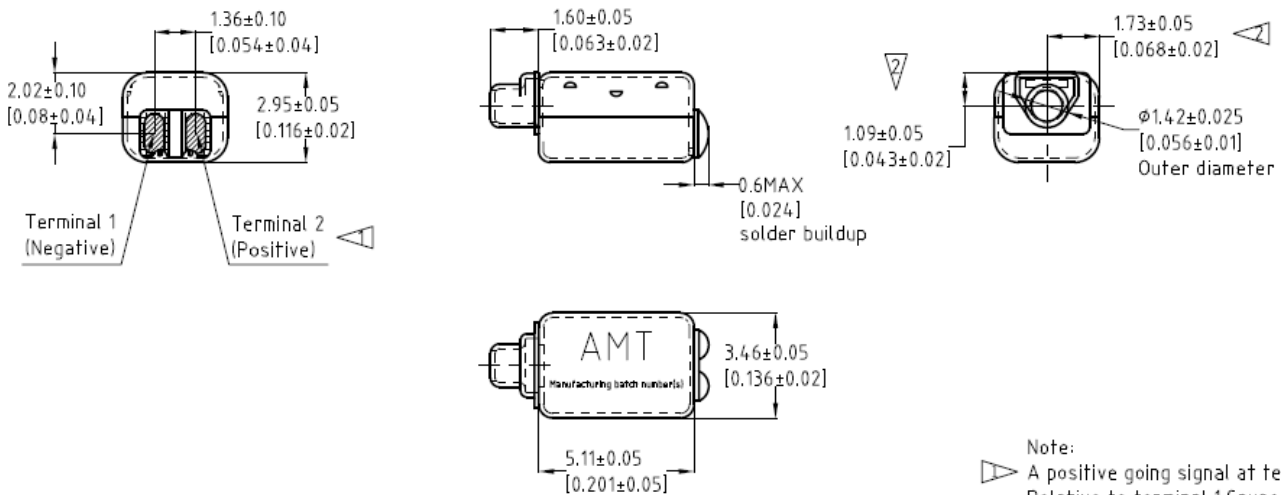 1.36±0.10
[0.054±0.04]
2.02±0.10
[0.08±0.04]
2.95±0.05
[0.116±0.02]
Terminal 1
(Negative)
Terminal 2
(Positive)
1
1.60±0.05
[0.063±0.02]
0.6MAX
[0.024]
solder buildup
1.73±0.05
[0.068±0.02]
2
2
1.09±0.05
[0.043±0.02]
ø1.42±0.025
[0.056±0.01]
Outer diameter
AMT
Manufacturing batch number(s)
3.46±0.05
[0.136±0.02]
5.11±0.05
[0.201±0.05]
Note:
1 A positive going signal at te
Relative to terminal 1